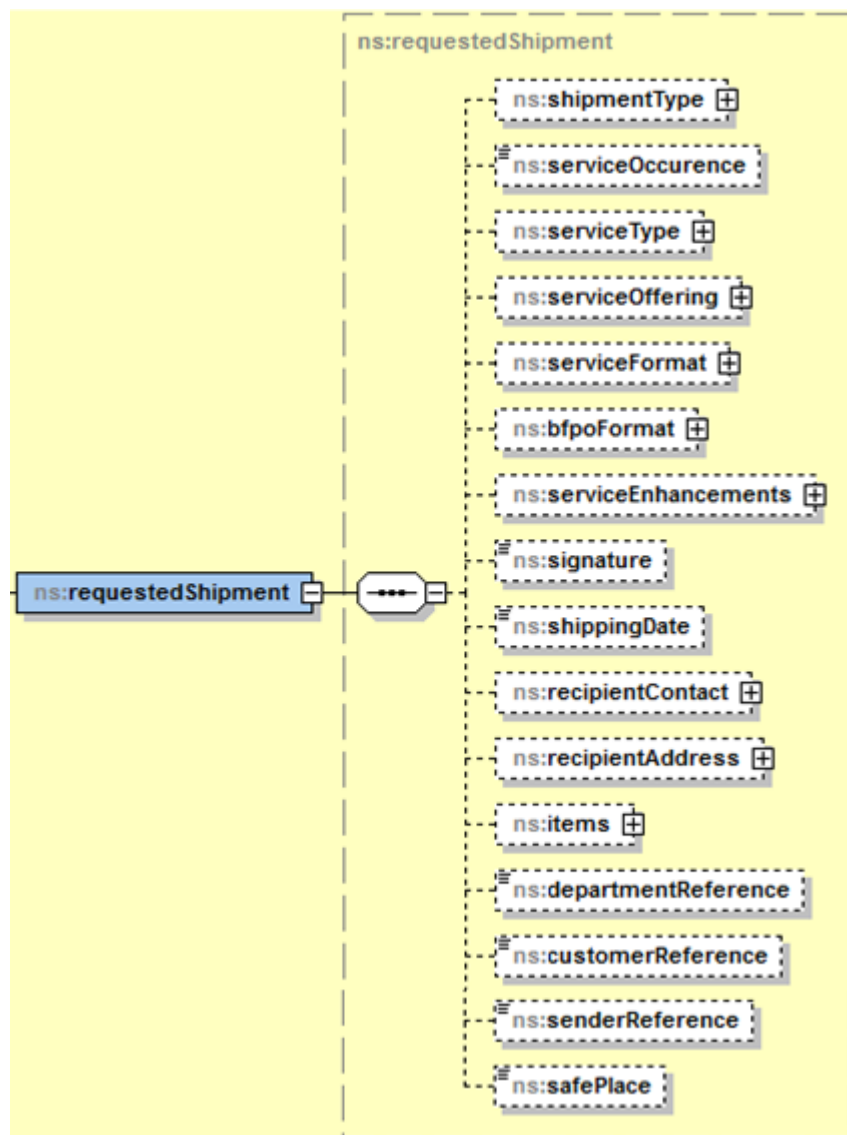 ns:requestedShipment
ns:shipmentType
ns:serviceOccurence
ns:serviceType
ns:serviceOffering
ns:serviceFormat
ns:bfpoFormat
ns:serviceEnhancements
ns:signature
ns:requestedShipment
ns:shippingDate
ns:recipientContact
ns:recipientAddress
ns:items
ns:departmentReference
ns:customerReference
ns:senderReference
ns:safePlace